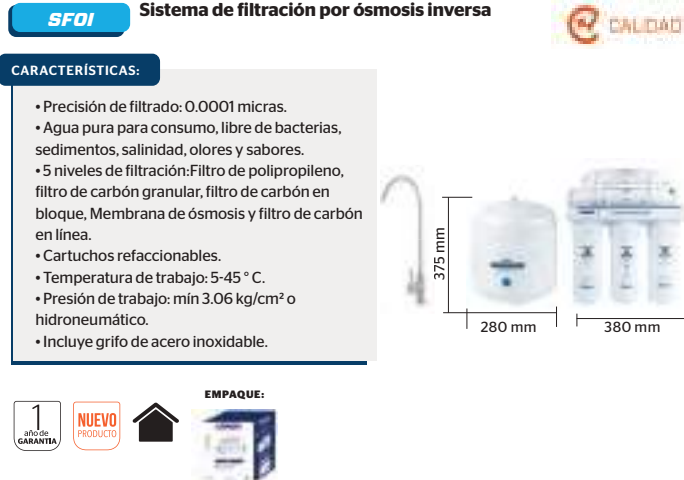 SFOI
Sistema de filtración por ósmosis inversa
CALIDAD
CARACTERÍSTICAS:
• Precisión de filtrado: 0.0001 micras.
• Agua pura para consumo, libre de bacterias,
sedimentos, salinidad, olores y sabores.
• 5 niveles de filtración:Filtro de polipropileno,
filtro de carbón granular, filtro de carbón en
bloque, Membrana de ósmosis y filtro de carbón
en línea.
• Cartuchos refaccionables.
• Temperatura de trabajo: 5-45 ° C.
• Presión de trabajo: mín 3.06 kg/cm² o
hidroneumático.
• Incluye grifo de acero inoxidable.
375 mm
280 mm
380 mm
1
año de
GARANTIA
NUEVO
PRODUCTO
EMPAQUE: